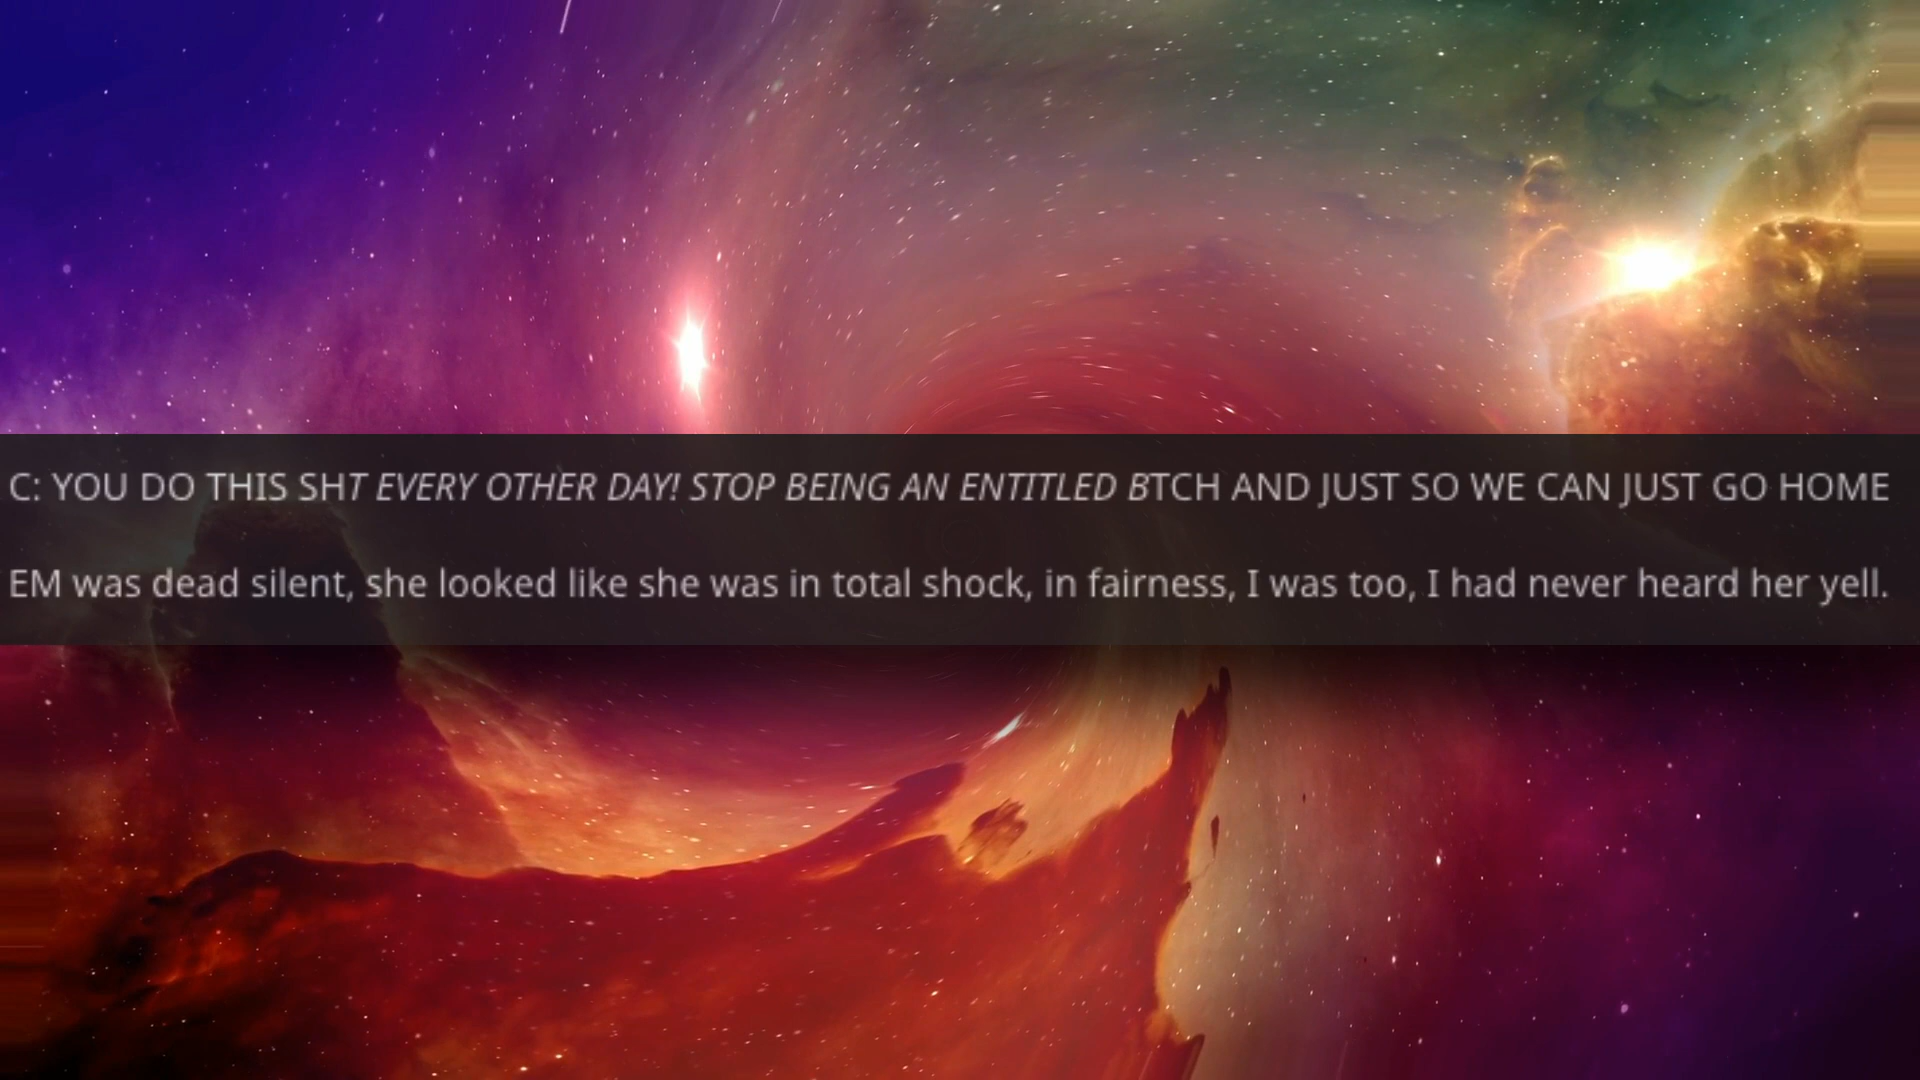 C: YOU DO THIS SHT EVERY OTHER DAY! STOP BEING AN ENTITLED BTCH AND JUST SO WE CAN JUST GO HOME
EM was dead silent, she looked like she was in total shock, in fairness, I was too, I had never heard her yell.